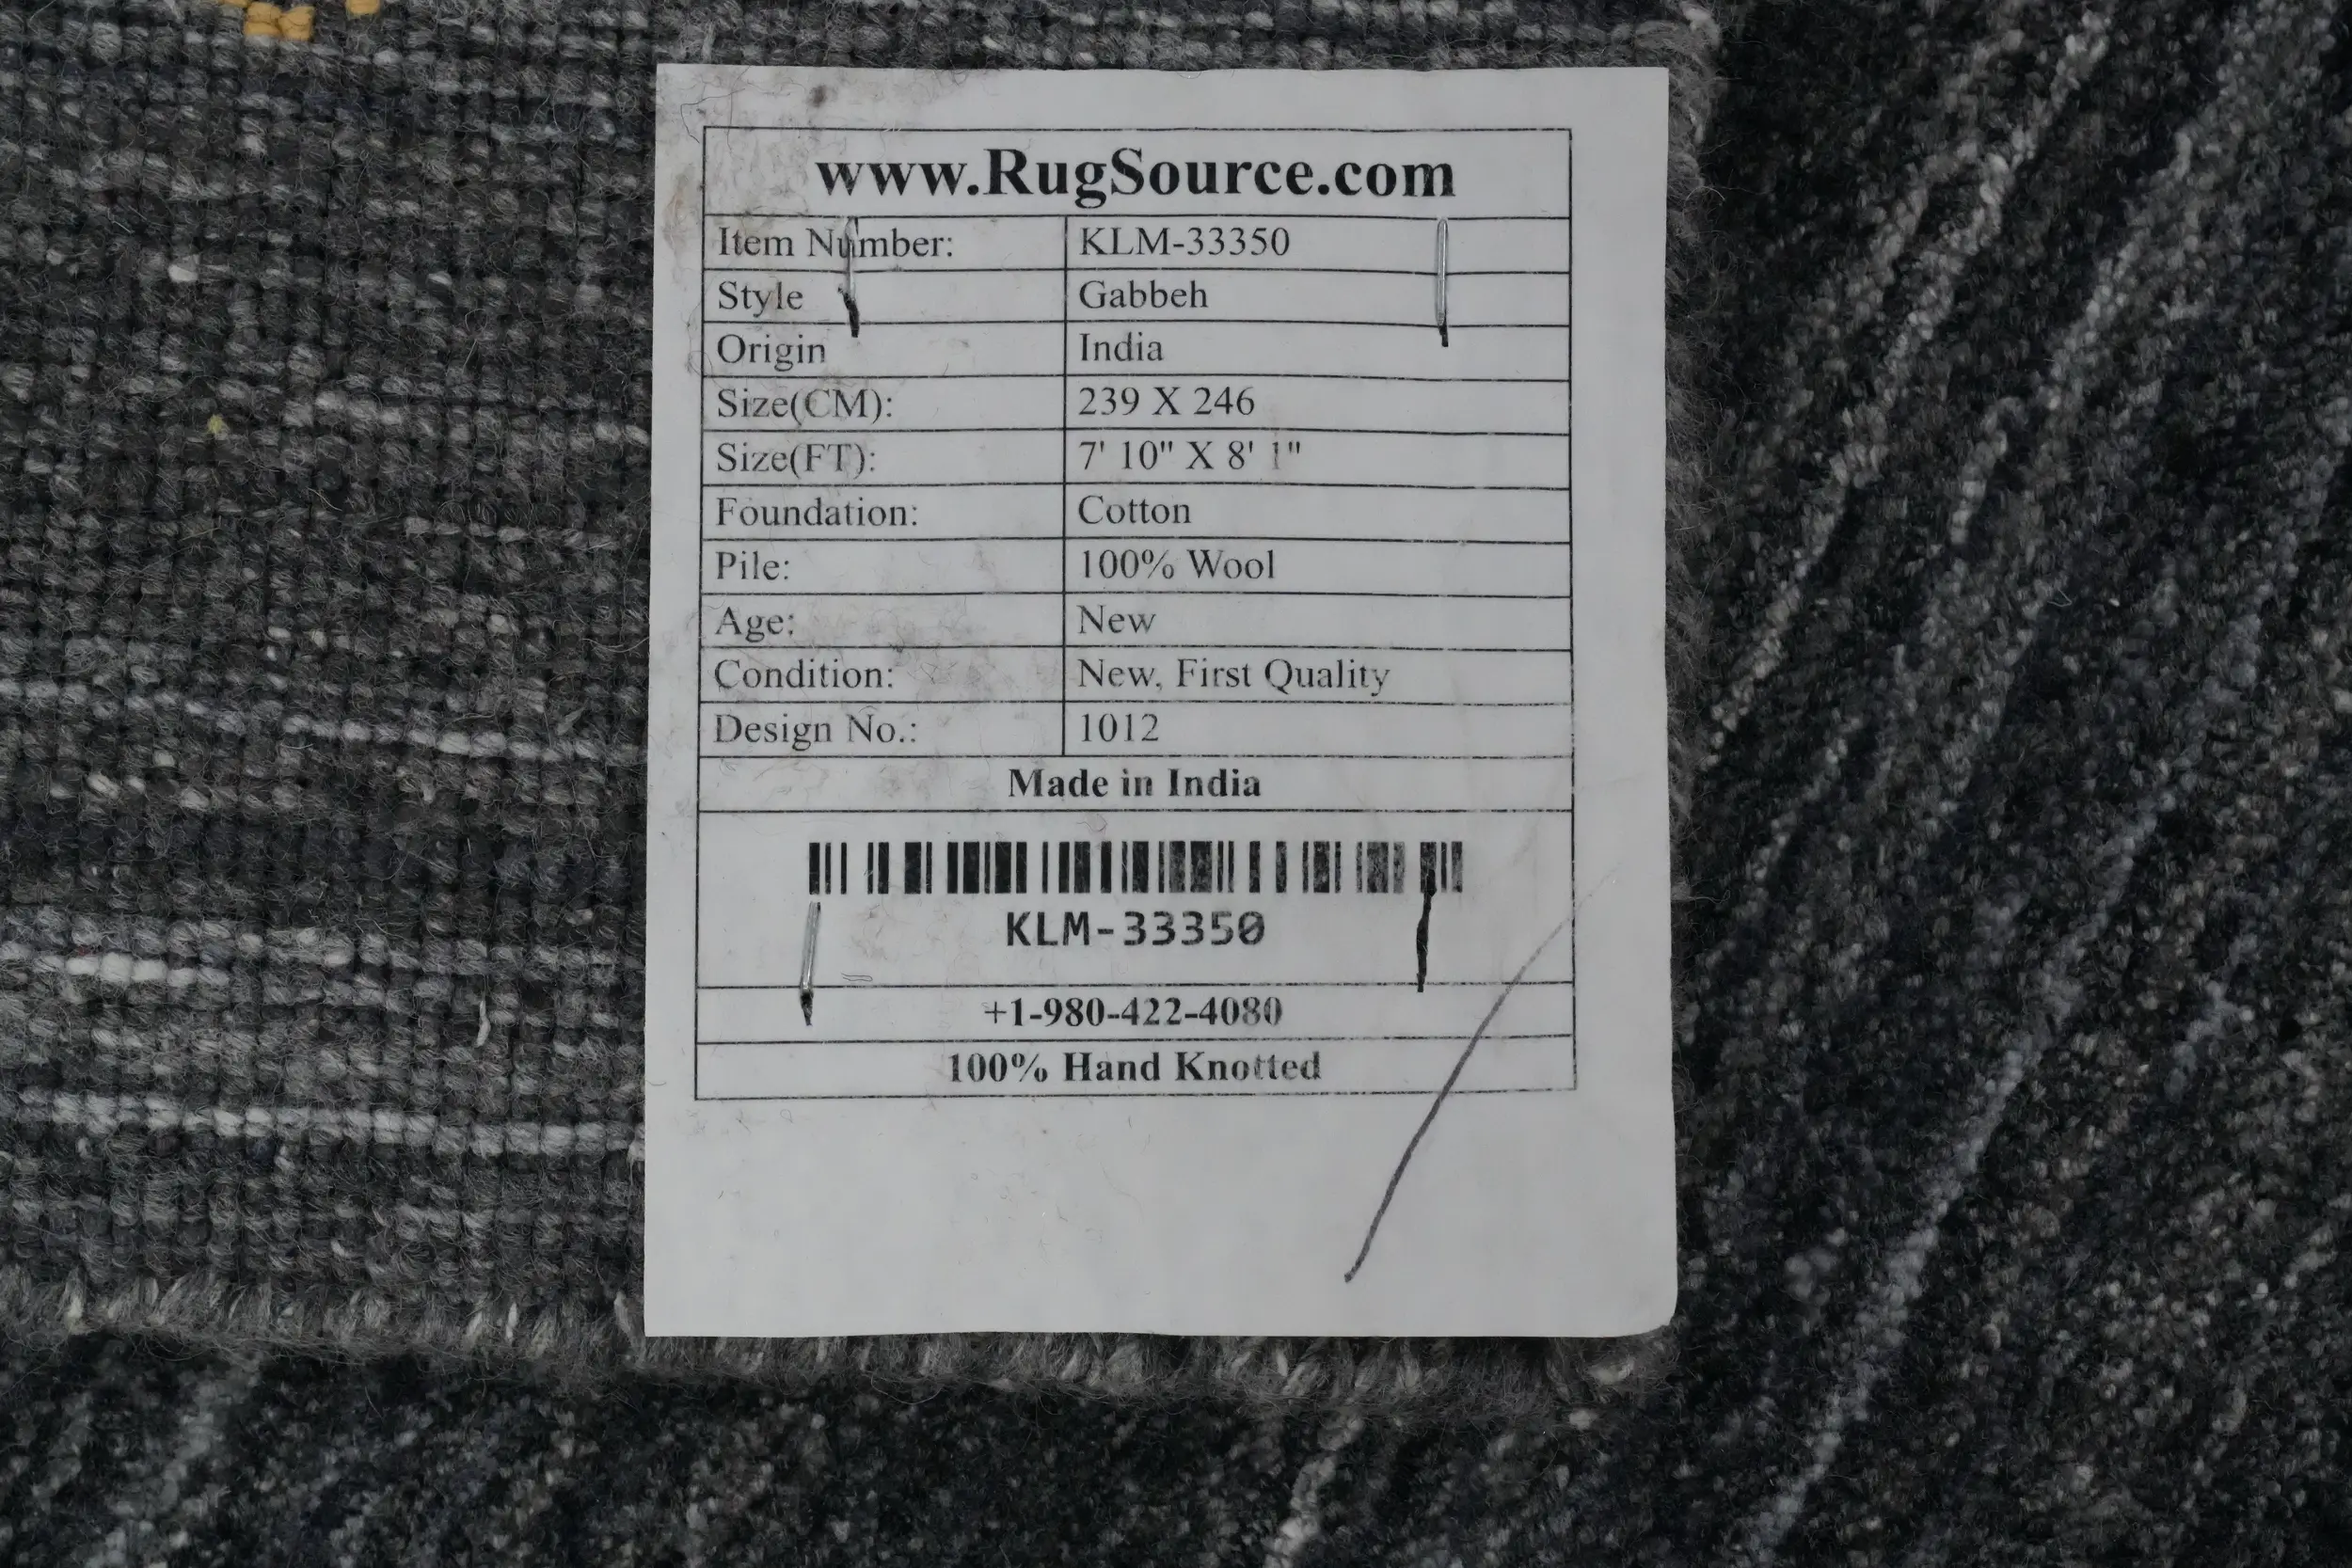 www.RugSource.com
Item Number: KLM-33350
Style Gabbeh
Origin India
Size(CM): 239 X 246
Size(FT): 7' 10" X 8' 1"
Foundation: Cotton
Pile: 100% Wool
Age: New
Condition: New, First Quality
Design No.: 1012
Made in India
KLM-33350
+1-980-422-4080
100% Hand Knotted